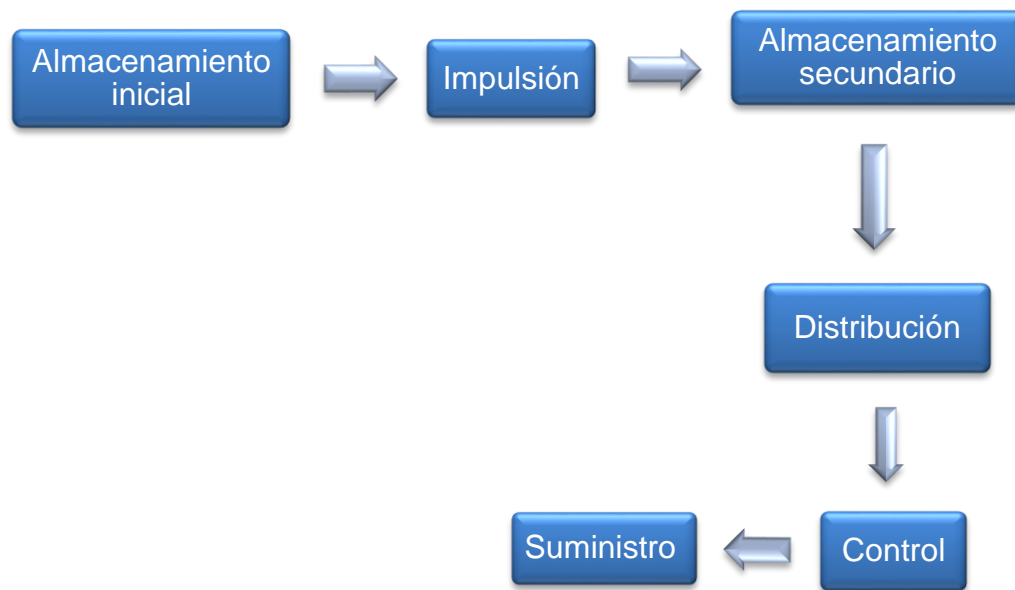 Almacenamiento
inicial
Impulsión
Almacenamiento
secundario
Distribución
Control
Suministro